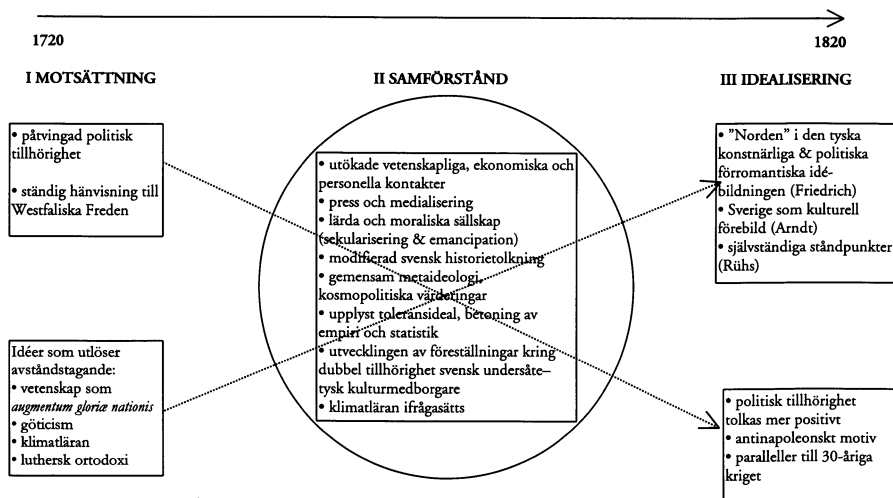 1720
1820
I MOTSÄTTNING
II SAMFÖRSTÅND
III IDEALISERING
• påtvingad politisk
tillhörighet
• ständig hänvisning till
Westfaliska Freden
Idéer som utlöser
avståndstagande:
• vetenskap som
augmentum gloriæ nationis
• göticism
• klimatläran
• luthersk ortodoxi
• utökade vetenskapliga, ekonomiska och
personella kontakter
• press och medialisering
• lärda och moraliska sällskap
(sekularisering & emancipation)
• modifierad svensk historietolkning
• gemensam metaideologi,
kosmopolitiska värderingar
• upplyst toleransideal, betoning av
empiri och statistik
• utvecklingen av föreställningar kring
dubbel tillhörighet svensk undersåte–
tysk kulturmedborgare
• klimatläran ifrågasätts
• ”Norden” i den tyska
konstnärliga & politiska
förromantiska idé-
bildningen (Friedrich)
• Sverige som kulturell
förebild (Arndt)
• självständiga ståndpunkter
(Rühs)
• politisk tillhörighet
tolkas mer positivt
• antinapoleonskt motiv
• paralleller till 30-åriga
kriget